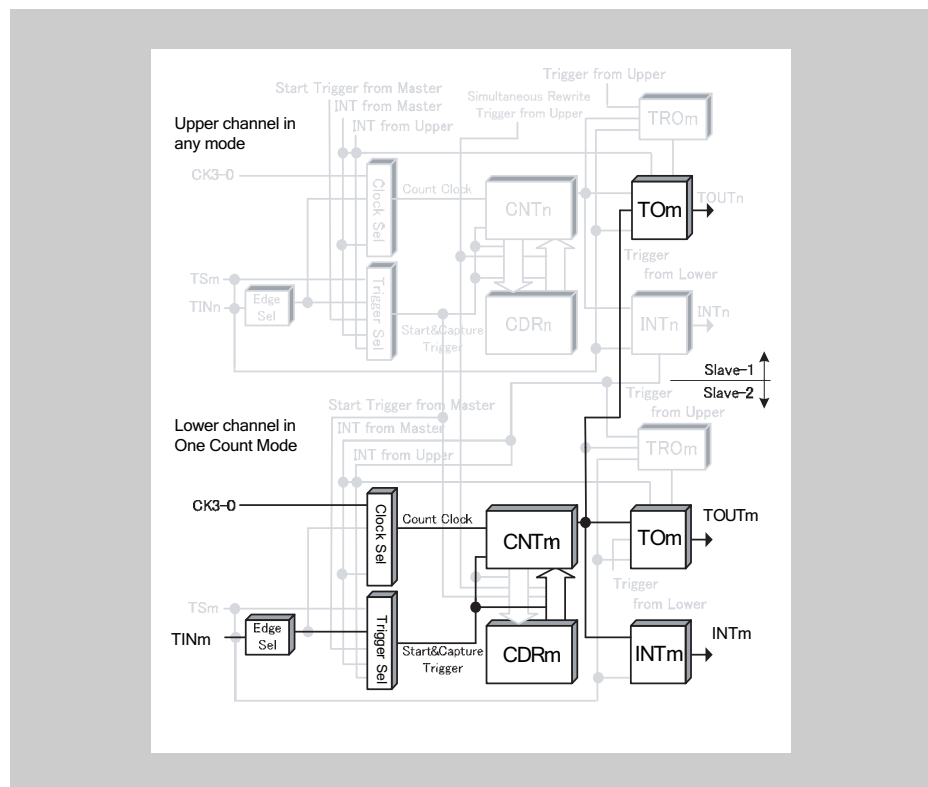 Trigger from Upper
Start Trigger from Master
INT from Master
INT from Upper
Simultaneous Rewrite
Trigger from Upper
TROm
Upper channel in
any mode
CK3-0
Clock Sel
Count Clock
CNTn
TOm
TOUTn
Trigger
from Lower
TSm
TINn
Edge
Sel
Trigger Sel
Start&Capture
Trigger
CDRn
INTn
INTn
Slave-1
Slave-2
Trigger
from Upper
Start Trigger from Master
INT from Master
INT from Upper
TROm
Lower channel in
One Count Mode
CK3-0
Clock Sel
Count Clock
CNTm
TOm
TOUTm
Trigger
from Lower
TSm
TINm
Edge
Sel
Trigger Sel
Start&Capture
Trigger
CDRm
INTm
INTm